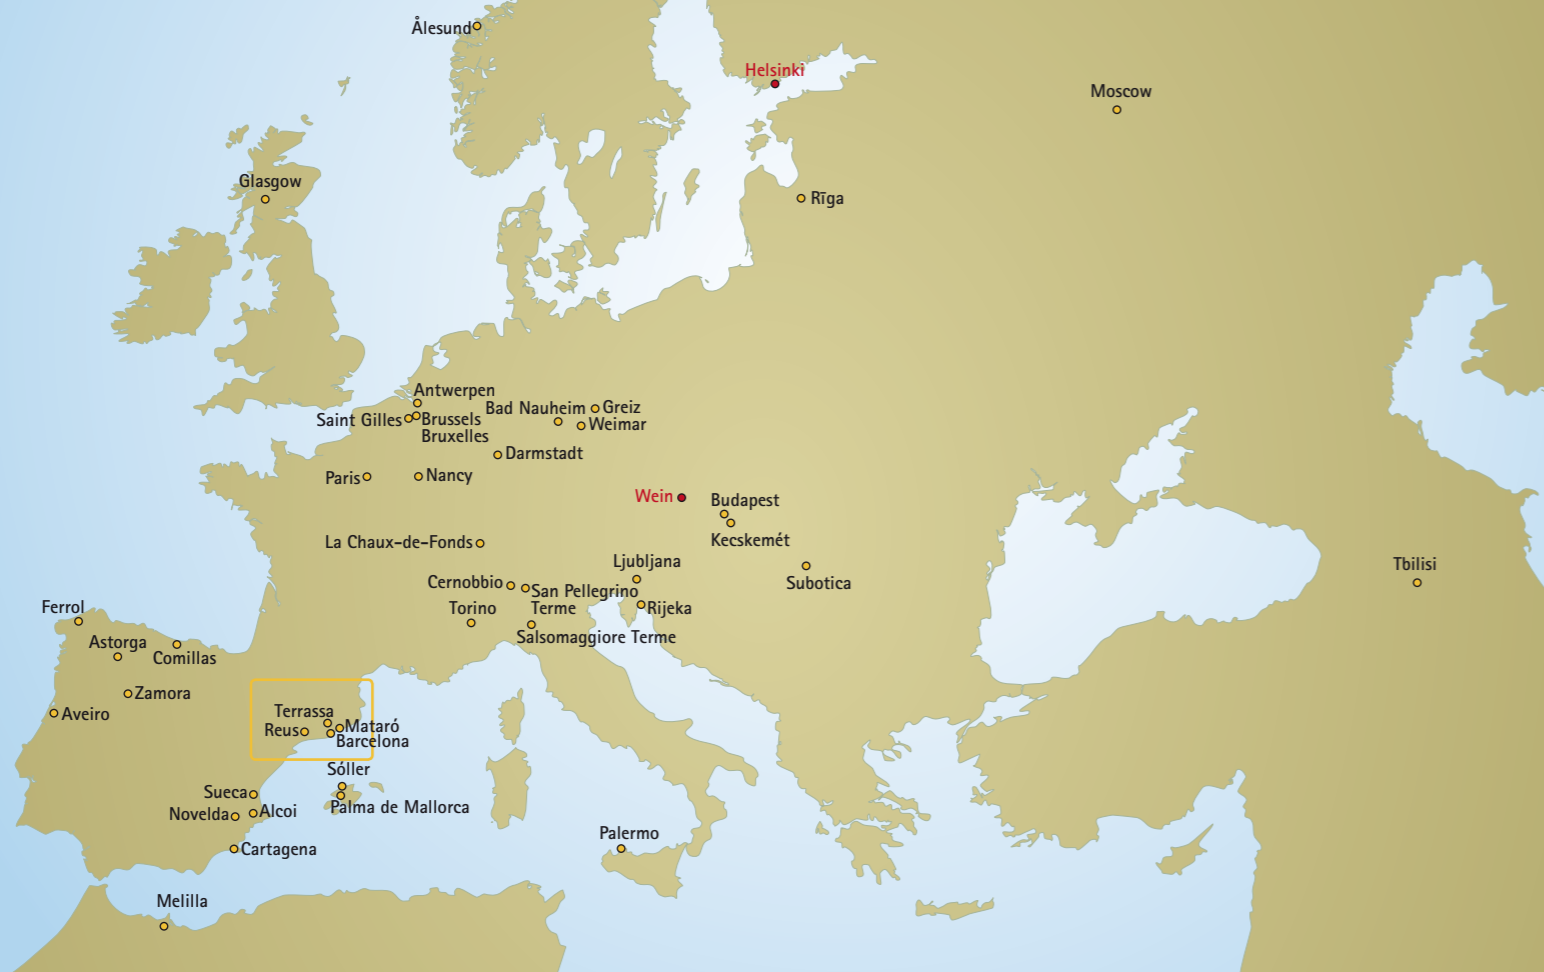 Ålesund
Helsinki
Moscow
Glasgow
Rīga
Antwerpen
Saint Gilles
Brussels
Bruxelles
Bad Nauheim
Greiz
Weimar
Darmstadt
Paris
Nancy
Wein
Budapest
Kecskemét
La Chaux-de-Fonds
Ljubljana
Tbilisi
Subotica
Cernobbio
San Pellegrino
Terme
Torino
Rijeka
Ferrol
Salsomaggiore Terme
Astorga
Comillas
Zamora
Aveiro
Terrassa
Reus
Mataró
Barcelona
Sóller
Sueca
Palma de Mallorca
Novelda
Alcoi
Palermo
Cartagena
Melilla